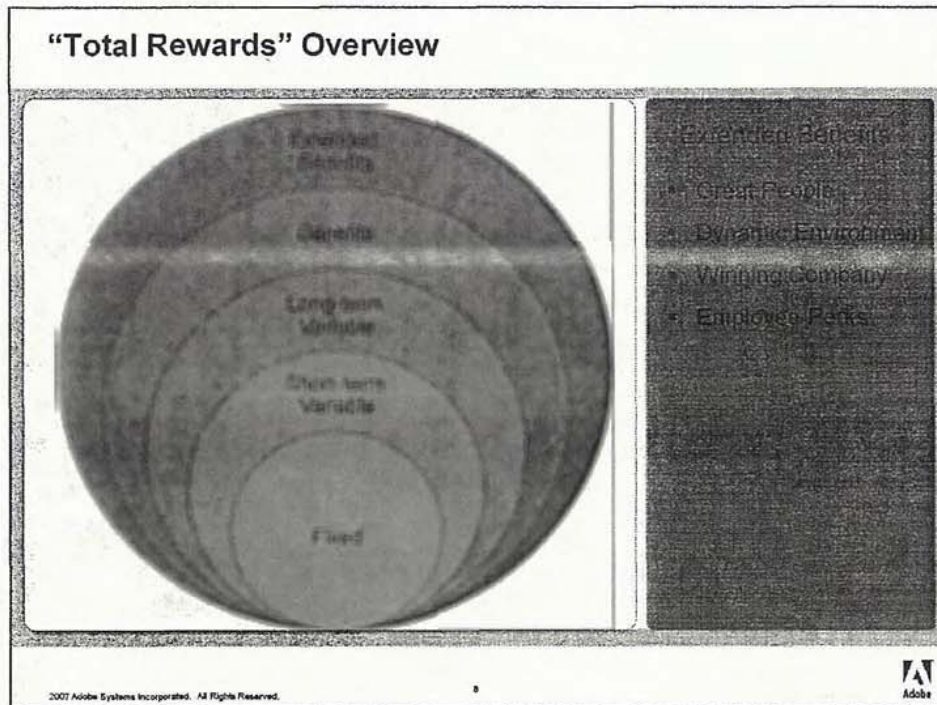 “Total Rewards” Overview
Extended
Benefits
Benefits
Long-term
Variable
Short-term
Variable
Fixed
Extended Benefits
• Great People
• Dynamic Environment
• Winning Company
• Employee Perks
2007 Adobe Systems Incorporated. All Rights Reserved.
Adobe